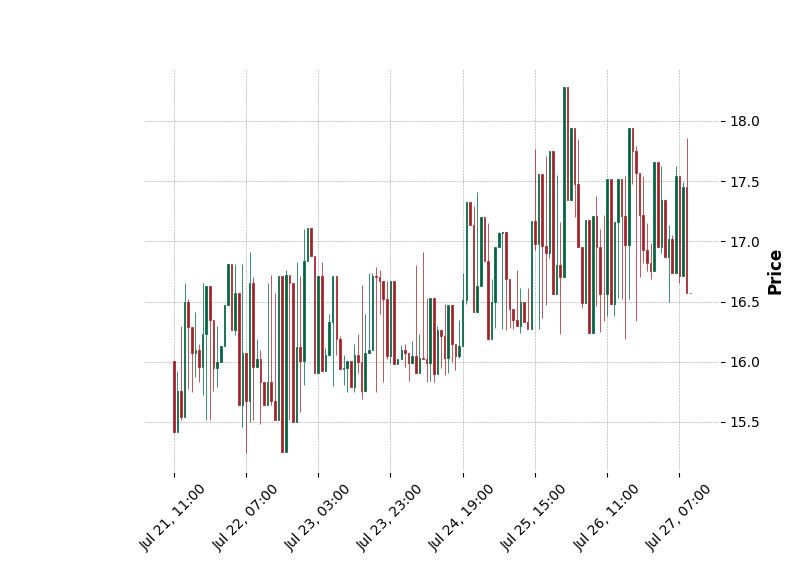 18.0
17.5
17.0
16.5
16.0
15.5
Price
Jul 21, 11:00
Jul 22, 07:00
Jul 23, 03:00
Jul 23, 23:00
Jul 24, 19:00
Jul 25, 15:00
Jul 26, 11:00
Jul 27, 07:00